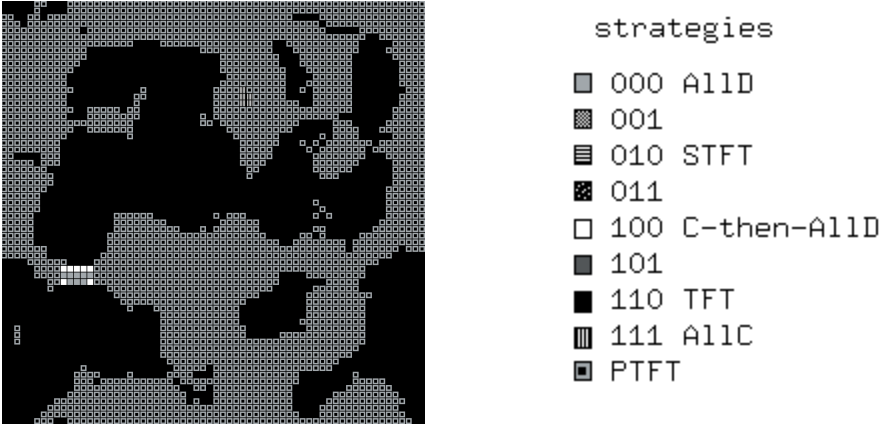 strategies
000 AllD
001
010 STFT
011
100 C-then-AllD
101
110 TFT
111 AllC
PTFT